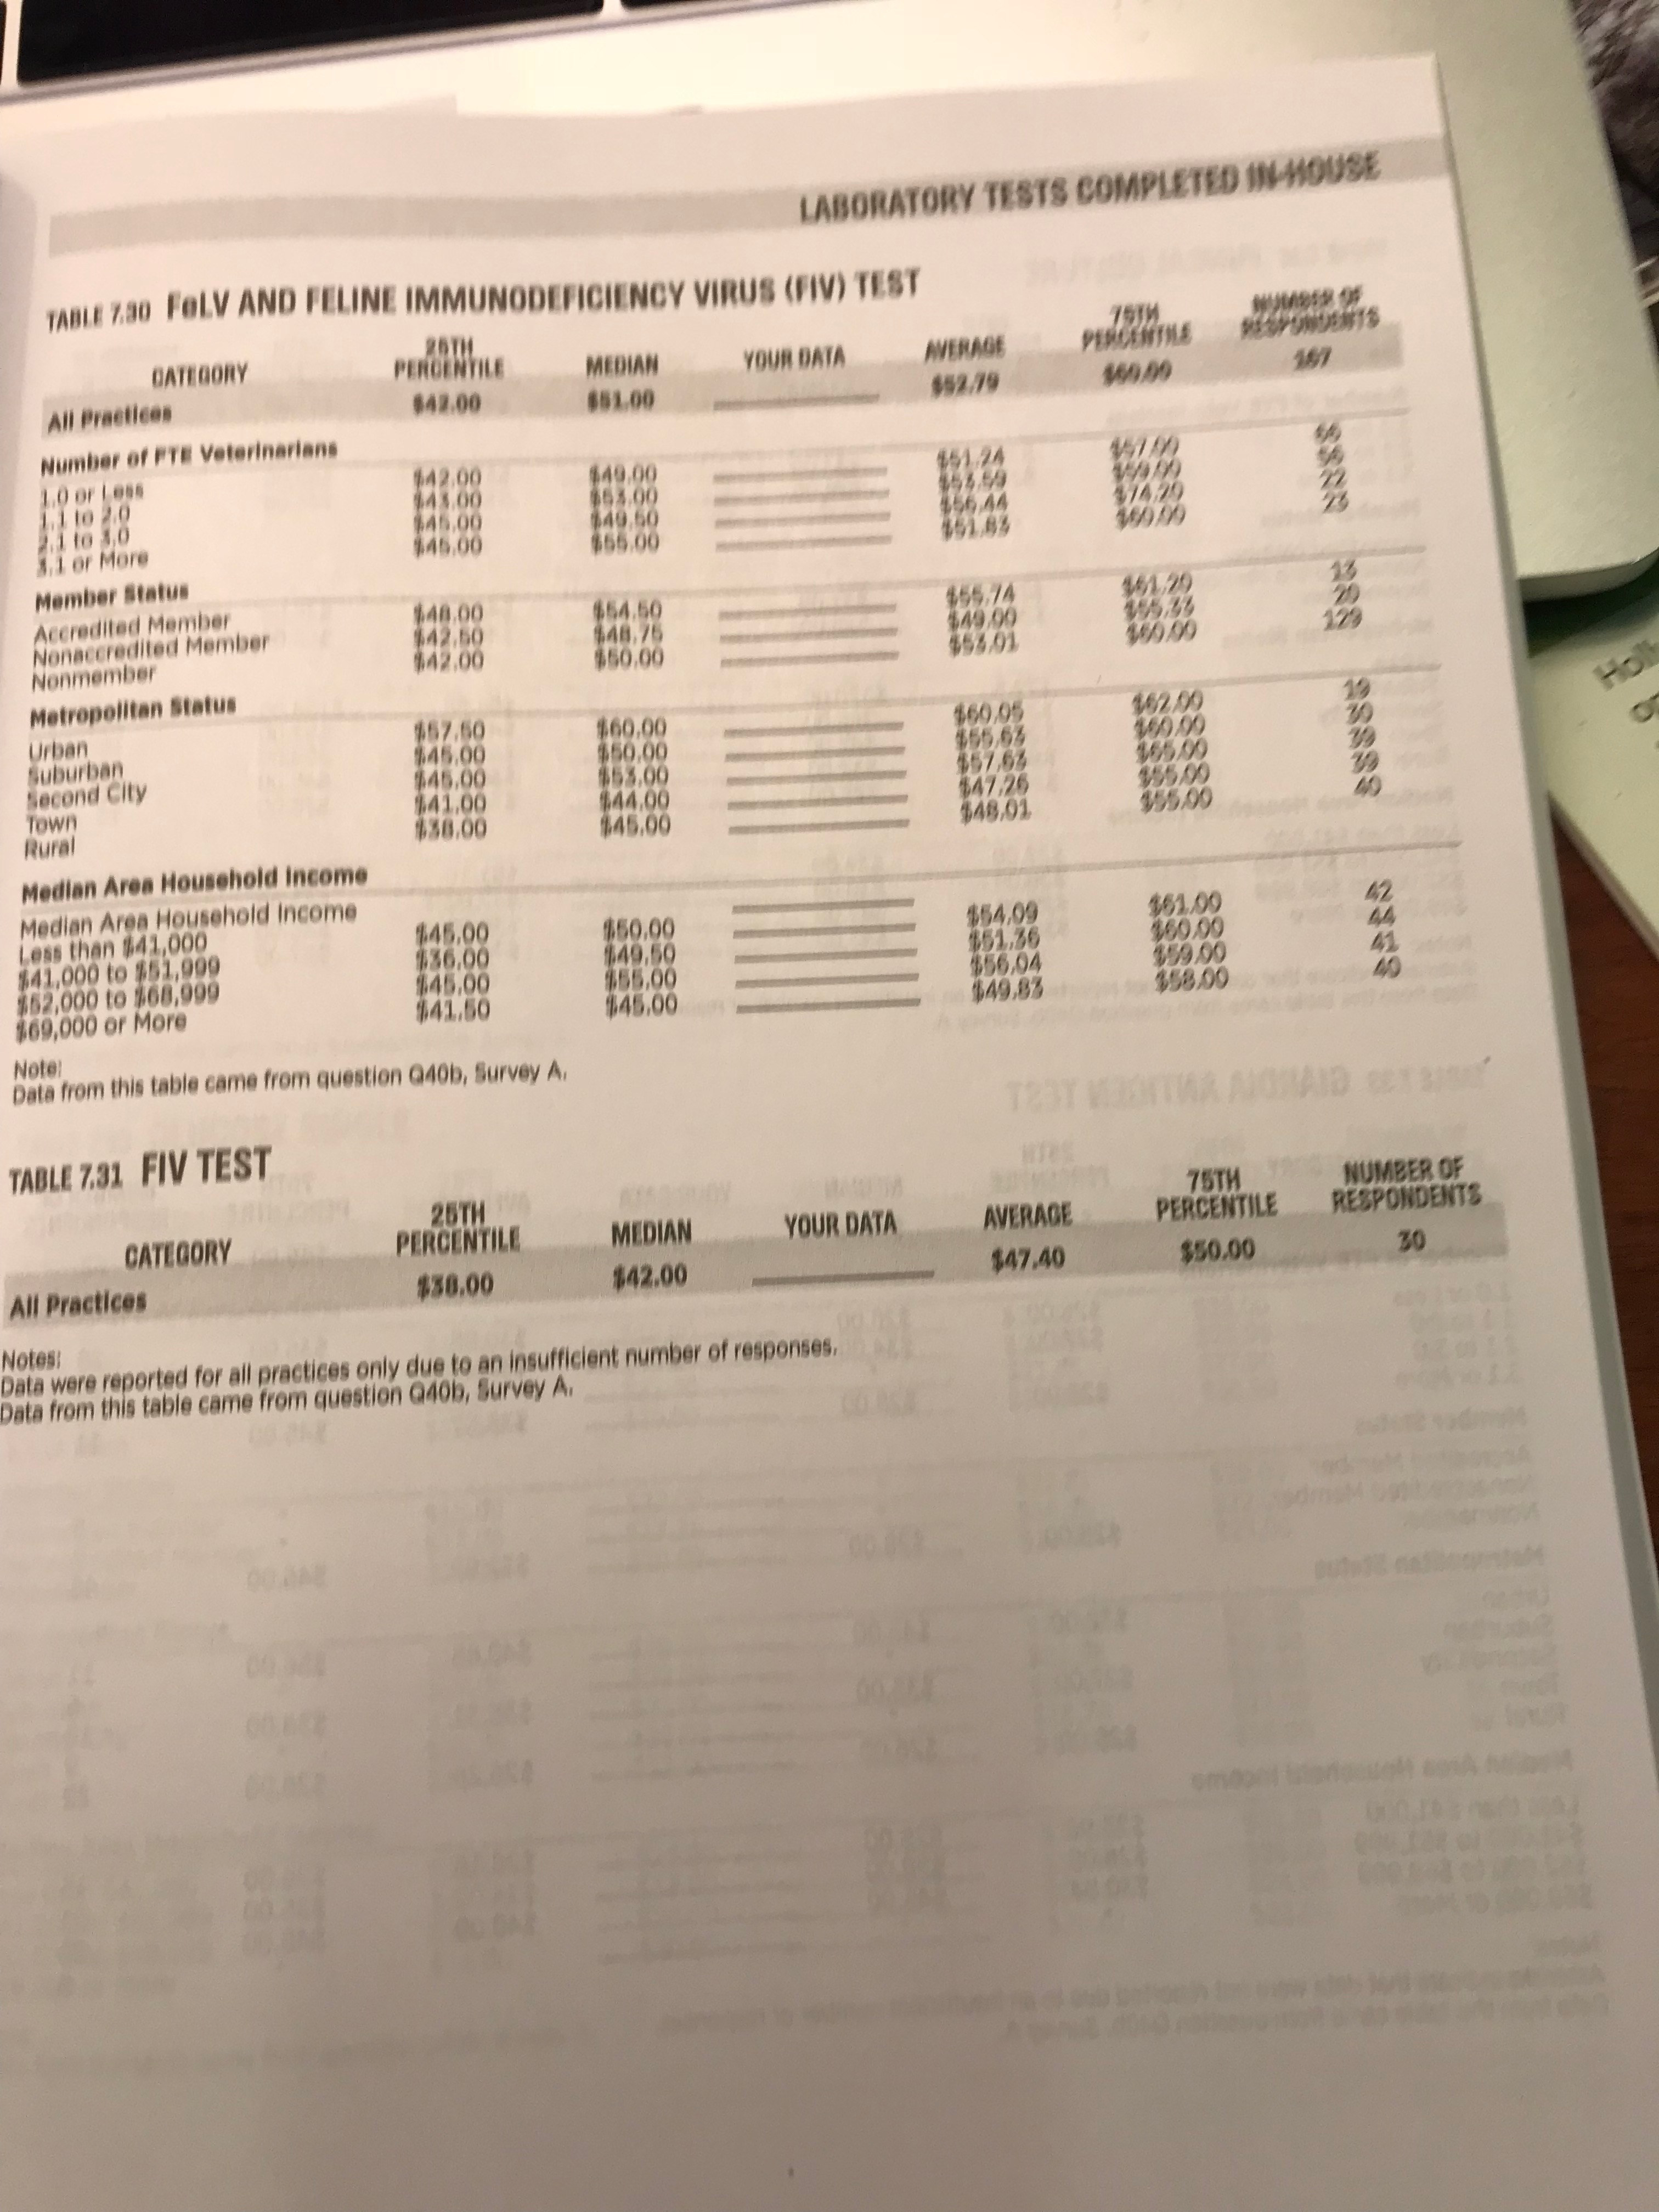 LABORATORY TESTS COMPLETED IN-HOUSE
TABLE 7.30 FeLV AND FELINE IMMUNODEFICIENCY VIRUS (FIV) TEST
CATEGORY 25TH PERCENTILE MEDIAN YOUR DATA AVERAGE 75TH PERCENTILE NUMBER OF RESPONDENTS
All Practices $42.00 $51.00 $52.79 $60.00 167
Number of FTE Veterinarians
1.0 or Less $42.00 $49.00 $51.24 $57.00 66
1.1 to 2.0 $43.00 $53.00 $53.59 $59.00 56
2.1 to 3.0 $45.00 $49.50 $56.44 $74.20 22
3.1 or More $45.00 $55.00 $51.83 $60.00 23
Member Status
Accredited Member $48.00 $54.50 $55.74 $61.20 13
Nonaccredited Member $42.50 $48.75 $49.00 $55.33 20
Nonmember $42.00 $50.00 $53.01 $60.00 129
Metropolitan Status
Urban $57.50 $60.00 $60.05 $62.00 19
Suburban $45.00 $50.00 $55.63 $60.00 30
Second City $45.00 $53.00 $57.63 $65.00 39
Town $41.00 $44.00 $47.26 $55.00 39
Rural $38.00 $45.00 $48.01 $55.00 40
Median Area Household Income
Median Area Household Income
Less than $41,000 $45.00 $50.00 $54.09 $61.00 42
$41,000 to $51,999 $36.00 $49.50 $51.36 $60.00 44
$52,000 to $68,999 $45.00 $55.00 $56.04 $59.00 41
$69,000 or More $41.50 $45.00 $49.83 $58.00 40
Note:
Data from this table came from question Q40b, Survey A.
TABLE 7.31 FIV TEST
CATEGORY 25TH PERCENTILE MEDIAN YOUR DATA AVERAGE 75TH PERCENTILE NUMBER OF RESPONDENTS
All Practices $38.00 $42.00 $47.40 $50.00 30
Notes:
Data were reported for all practices only due to an insufficient number of responses.
Data from this table came from question Q40b, Survey A.